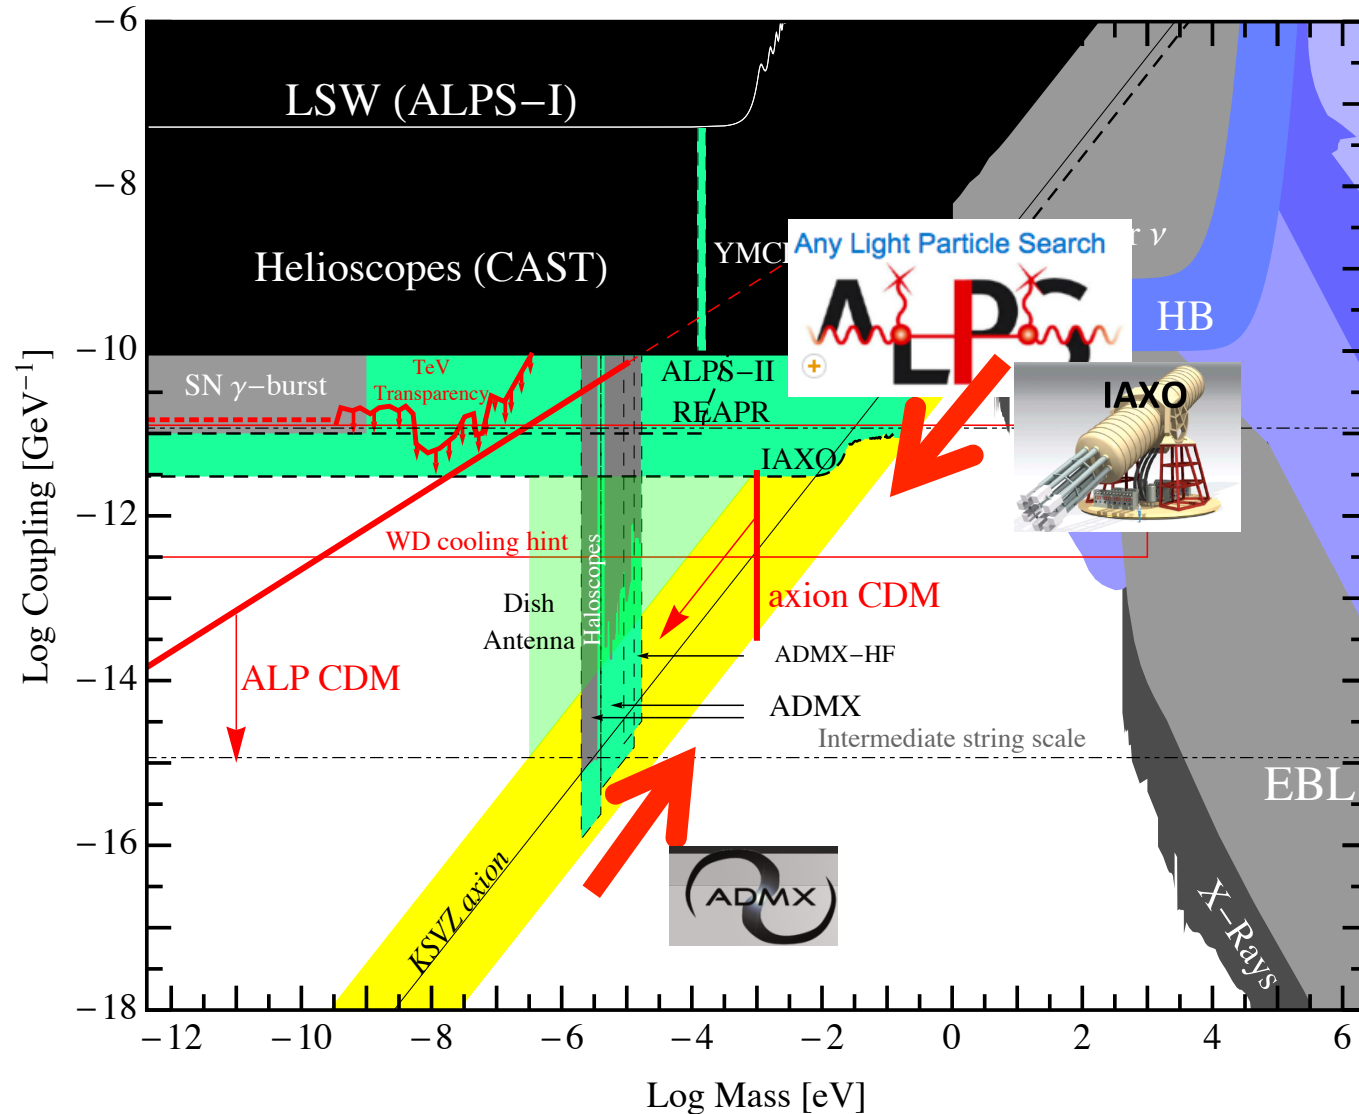 −6
−8
−10
−12
−14
−16
−18
Log Coupling [GeV−1]
LSW (ALPS−I)
Helioscopes (CAST)
Any Light Particle Search
ALPS
ν
HB
IAXO
SN γ−burst
TeV
Transparency
ALPS−II
REAPR
IAXO
WD cooling hint
Haloscopes
Dish
Antenna
axion CDM
ADMX−HF
ALP CDM
ADMX
Intermediate string scale
EBL
ADMX
KSVZ axion
X−Rays
−12
−10
−8
−6
−4
−2
0
2
4
6
Log Mass [eV]